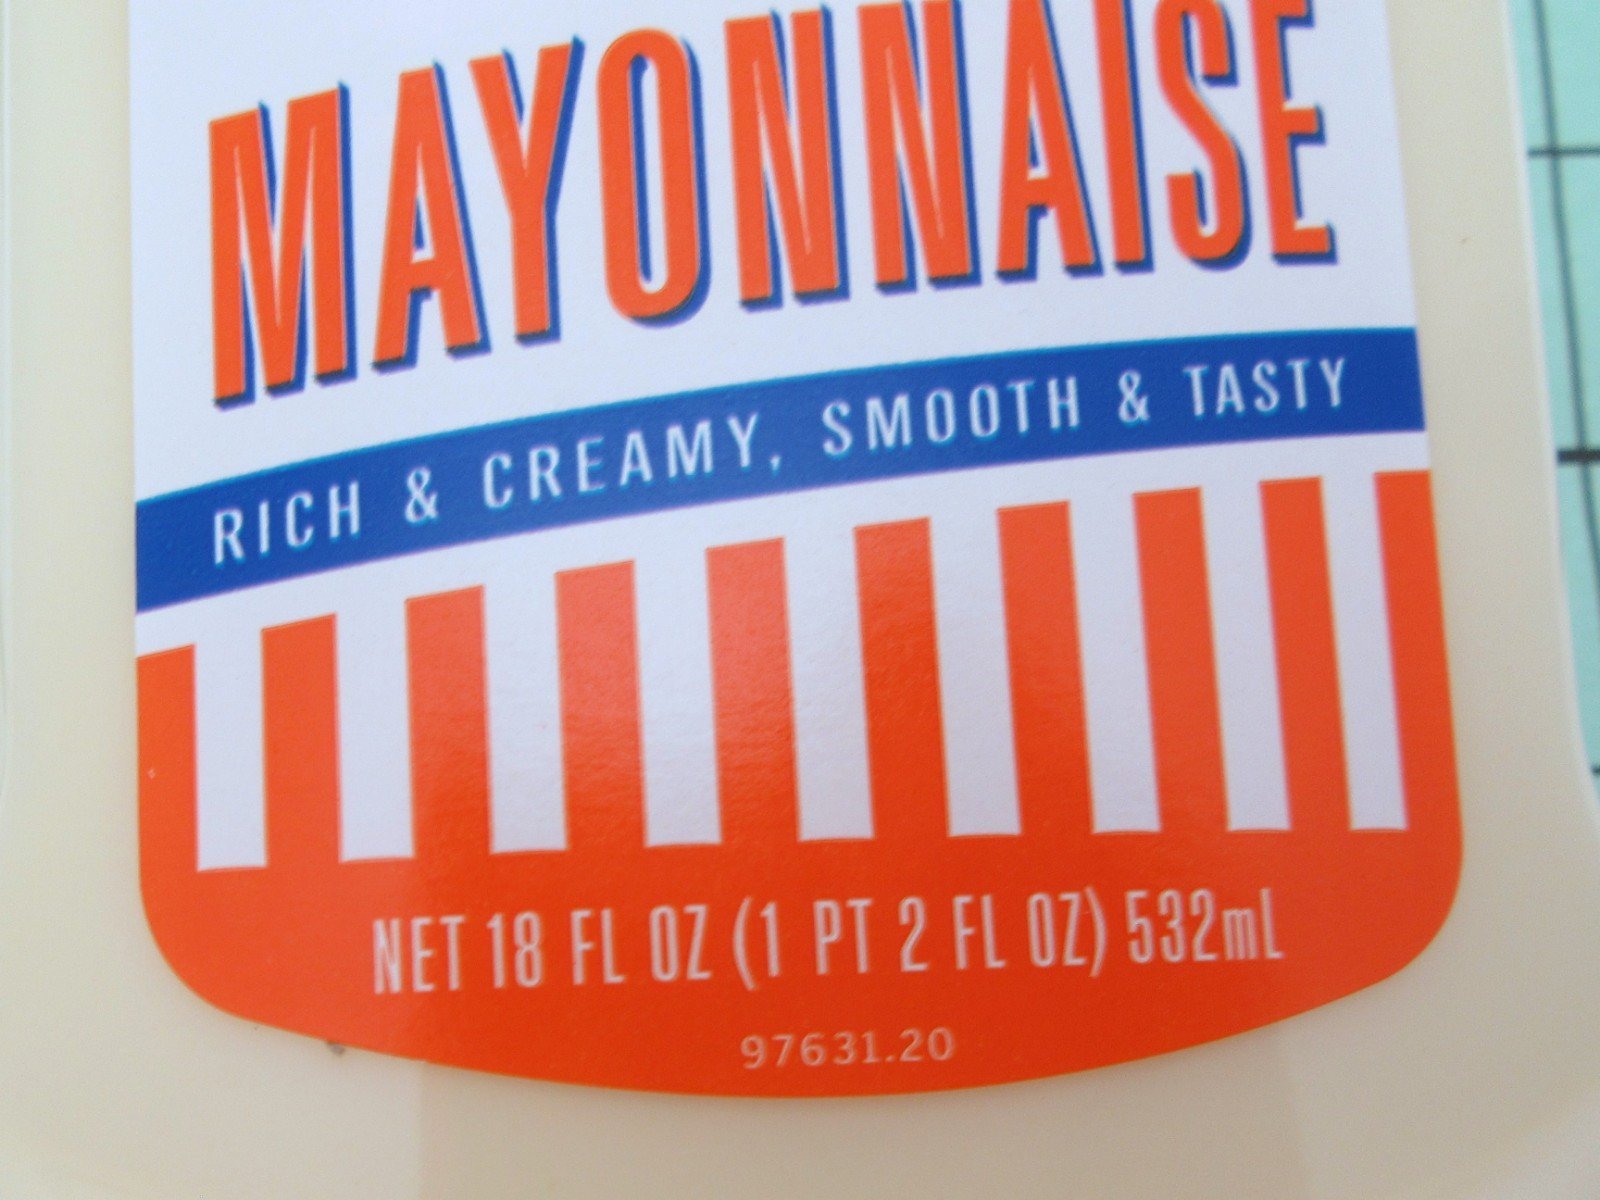 MAYONNAISE
RICH & CREAMY, SMOOTH & TASTY
NET 18 FL OZ (1 PT 2 FL OZ) 532mL
97631.20